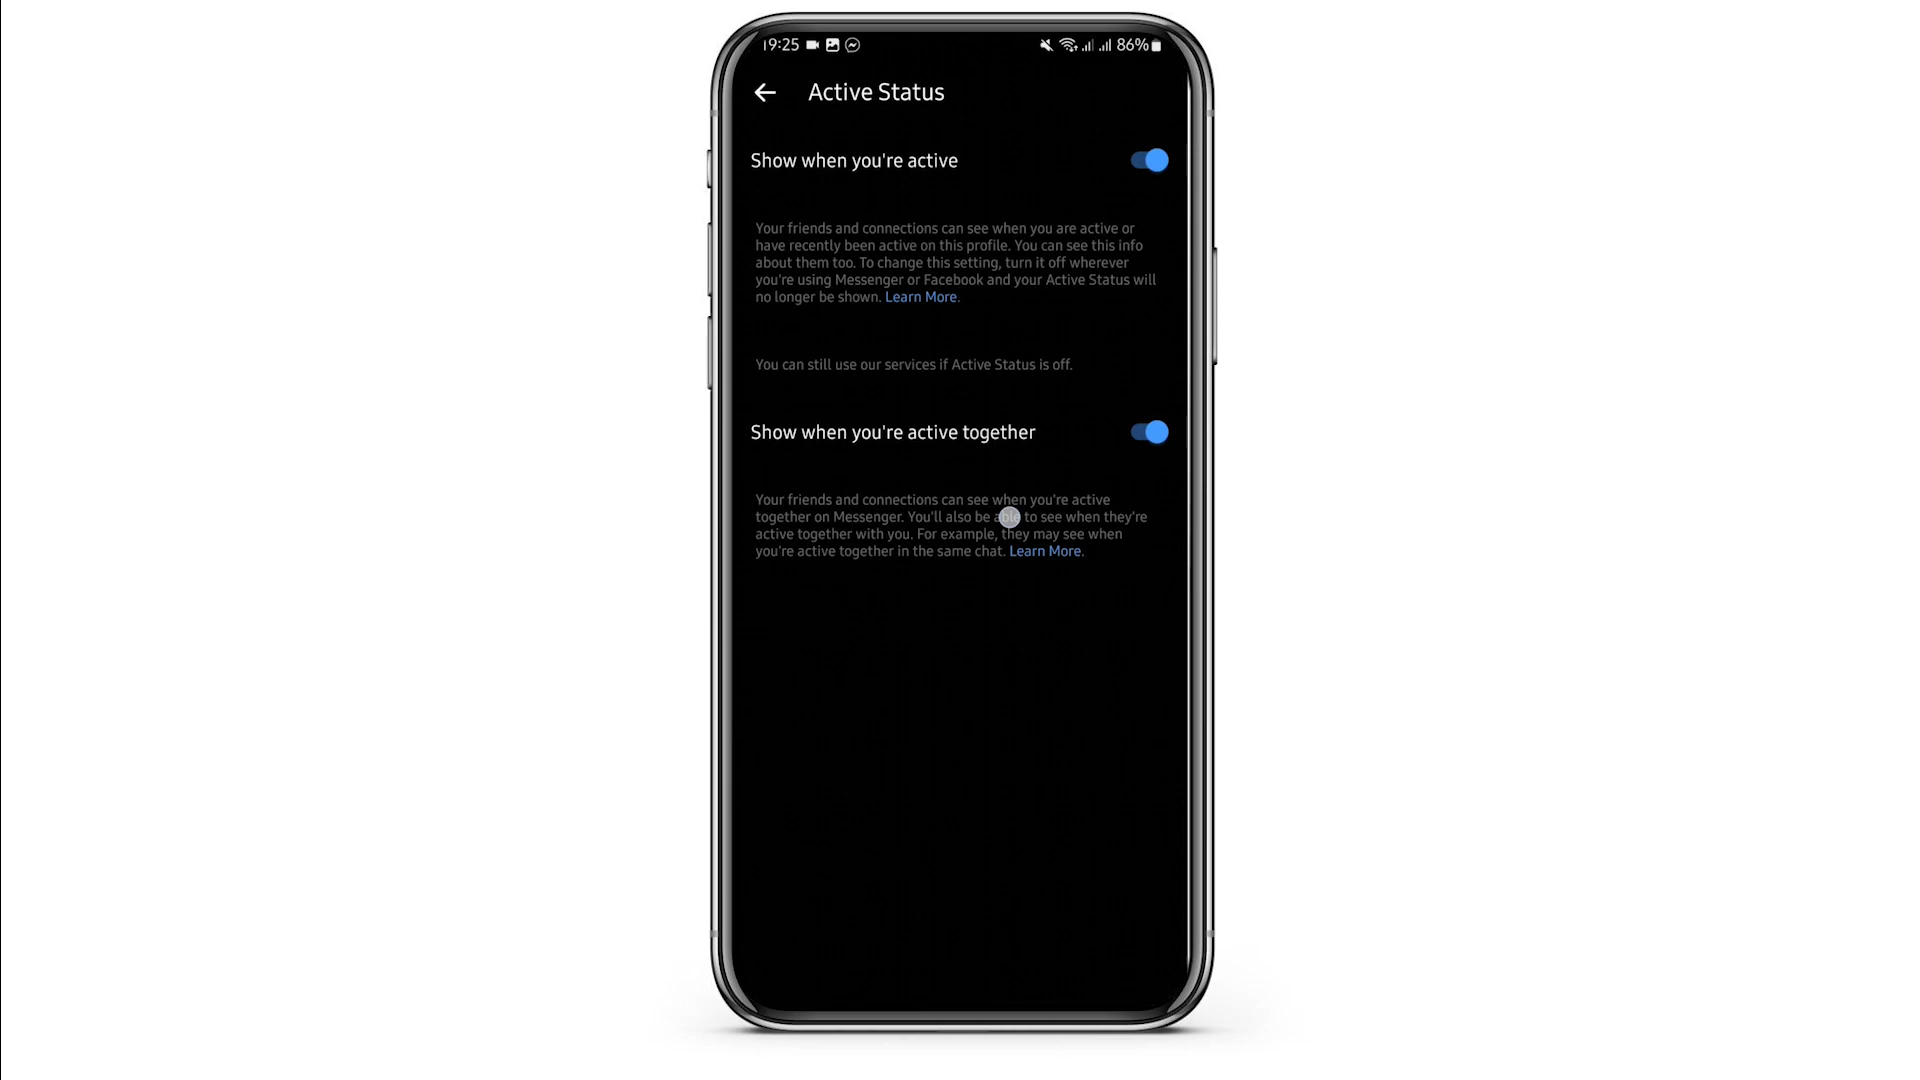 19:25 86%
Active Status
Show when you're active
Your friends and connections can see when you are active or
have recently been active on this profile. You can see this info
about them too. To change this setting, turn it off wherever
you're using Messenger or Facebook and your Active Status will
no longer be shown. Learn More.
You can still use our services if Active Status is off.
Show when you're active together
Your friends and connections can see when you're active
together on Messenger. You'll also be able to see when they're
active together with you. For example, they may see when
you're active together in the same chat. Learn More.